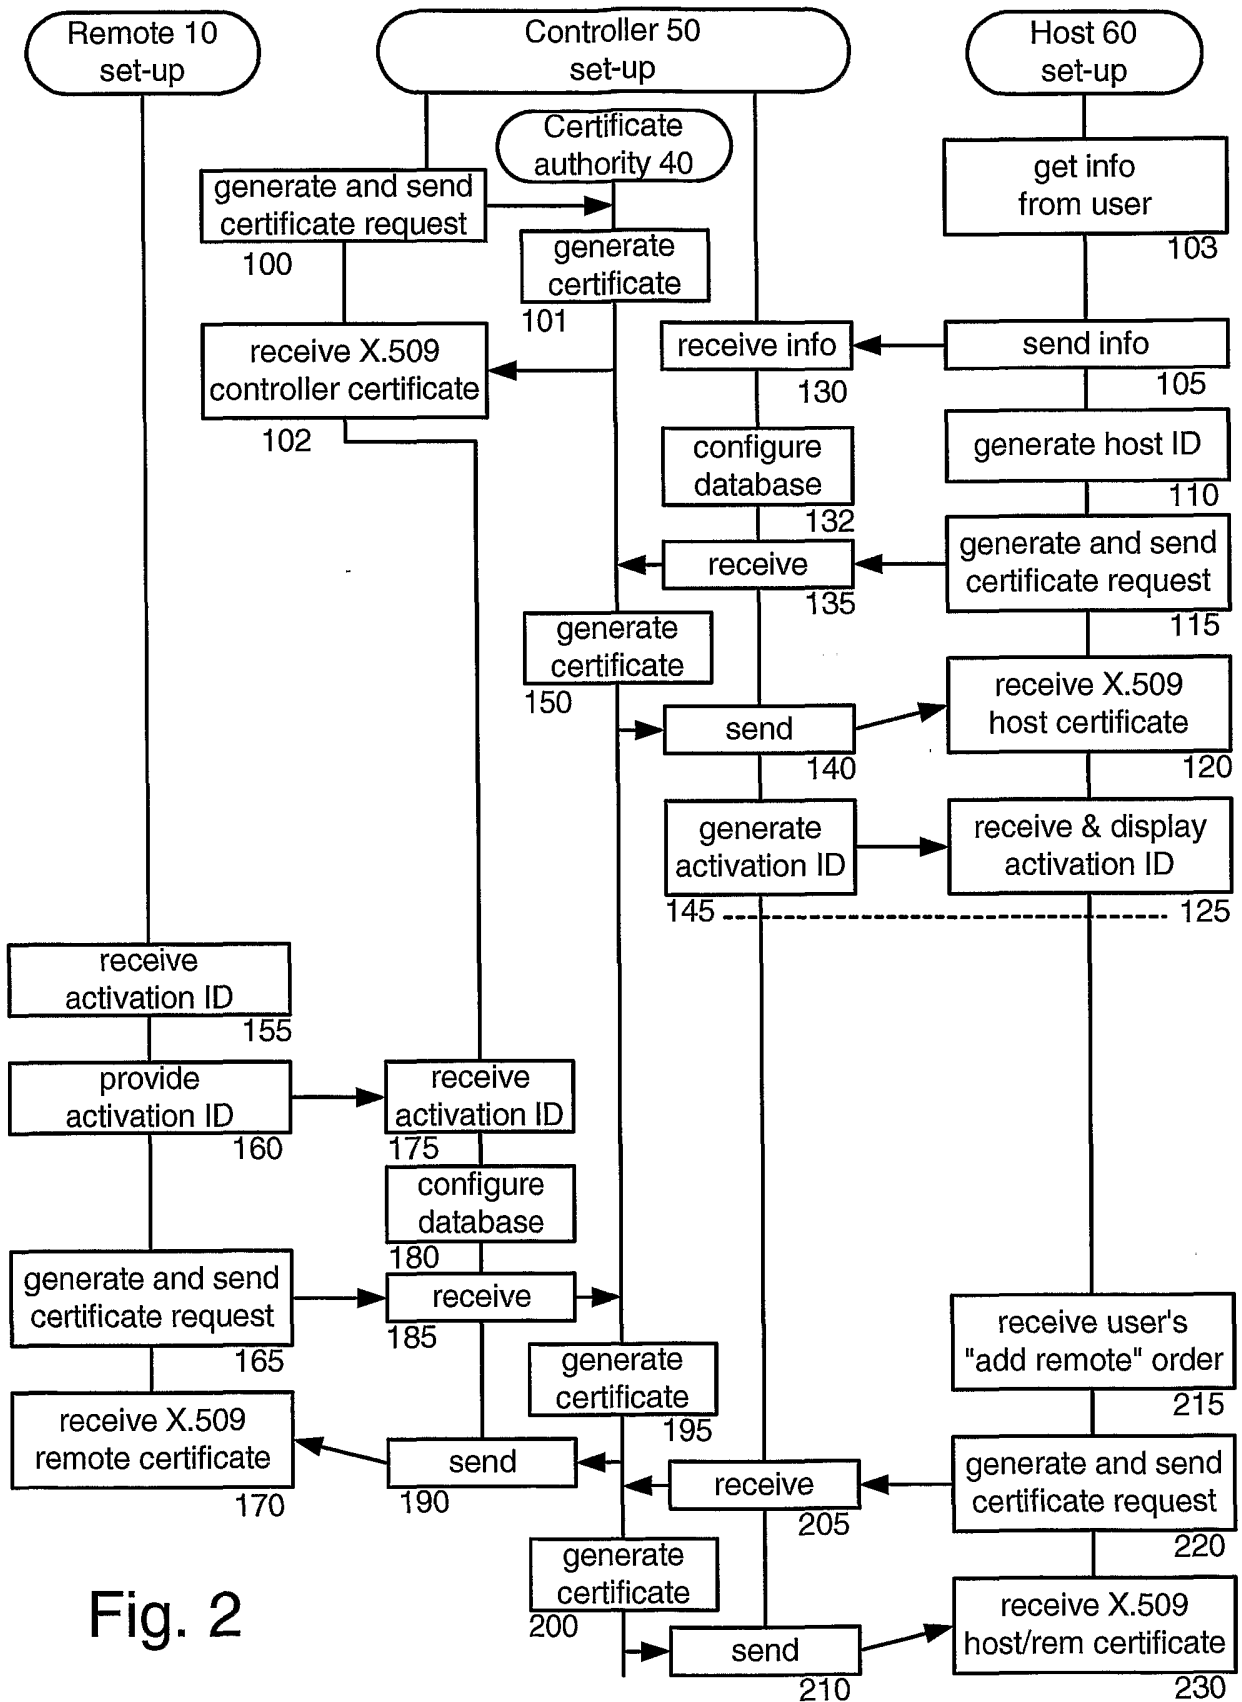 Remote 10
set-up
Controller 50
set-up
Host 60
set-up
Certificate
authority 40
generate and send
certificate request
100
get info
from user
103
generate
certificate
101
receive X.509
controller certificate
102
receive info
130
send info
105
configure
database
132
generate host ID
110
receive
135
generate and send
certificate request
115
generate
certificate
150
receive X.509
host certificate
120
send
140
generate
activation ID
145
receive & display
activation ID
125
receive
activation ID
155
provide
activation ID
160
receive
activation ID
175
configure
database
180
generate and send
certificate request
165
receive
185
receive user's
"add remote" order
215
generate
certificate
195
receive X.509
remote certificate
170
send
190
receive
205
generate and send
certificate request
220
generate
certificate
200
send
210
receive X.509
host/rem certificate
230
Fig. 2